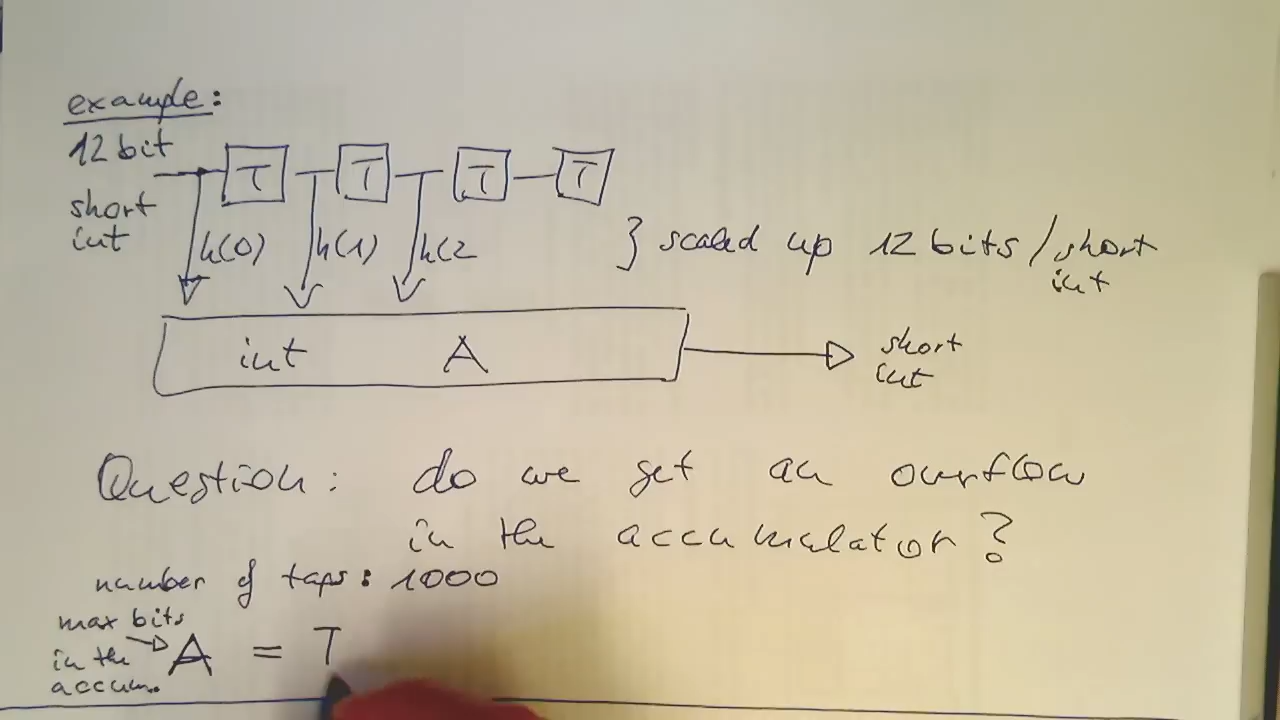 example:
12 bit
short
int
T T T T
h(0) h(1) h(2
} scaled up 12 bits / short
int
int A
short
int
Question: do we get an overflow
in the accumulator?
number of taps: 1000
max bits
in the
accum.
A = T